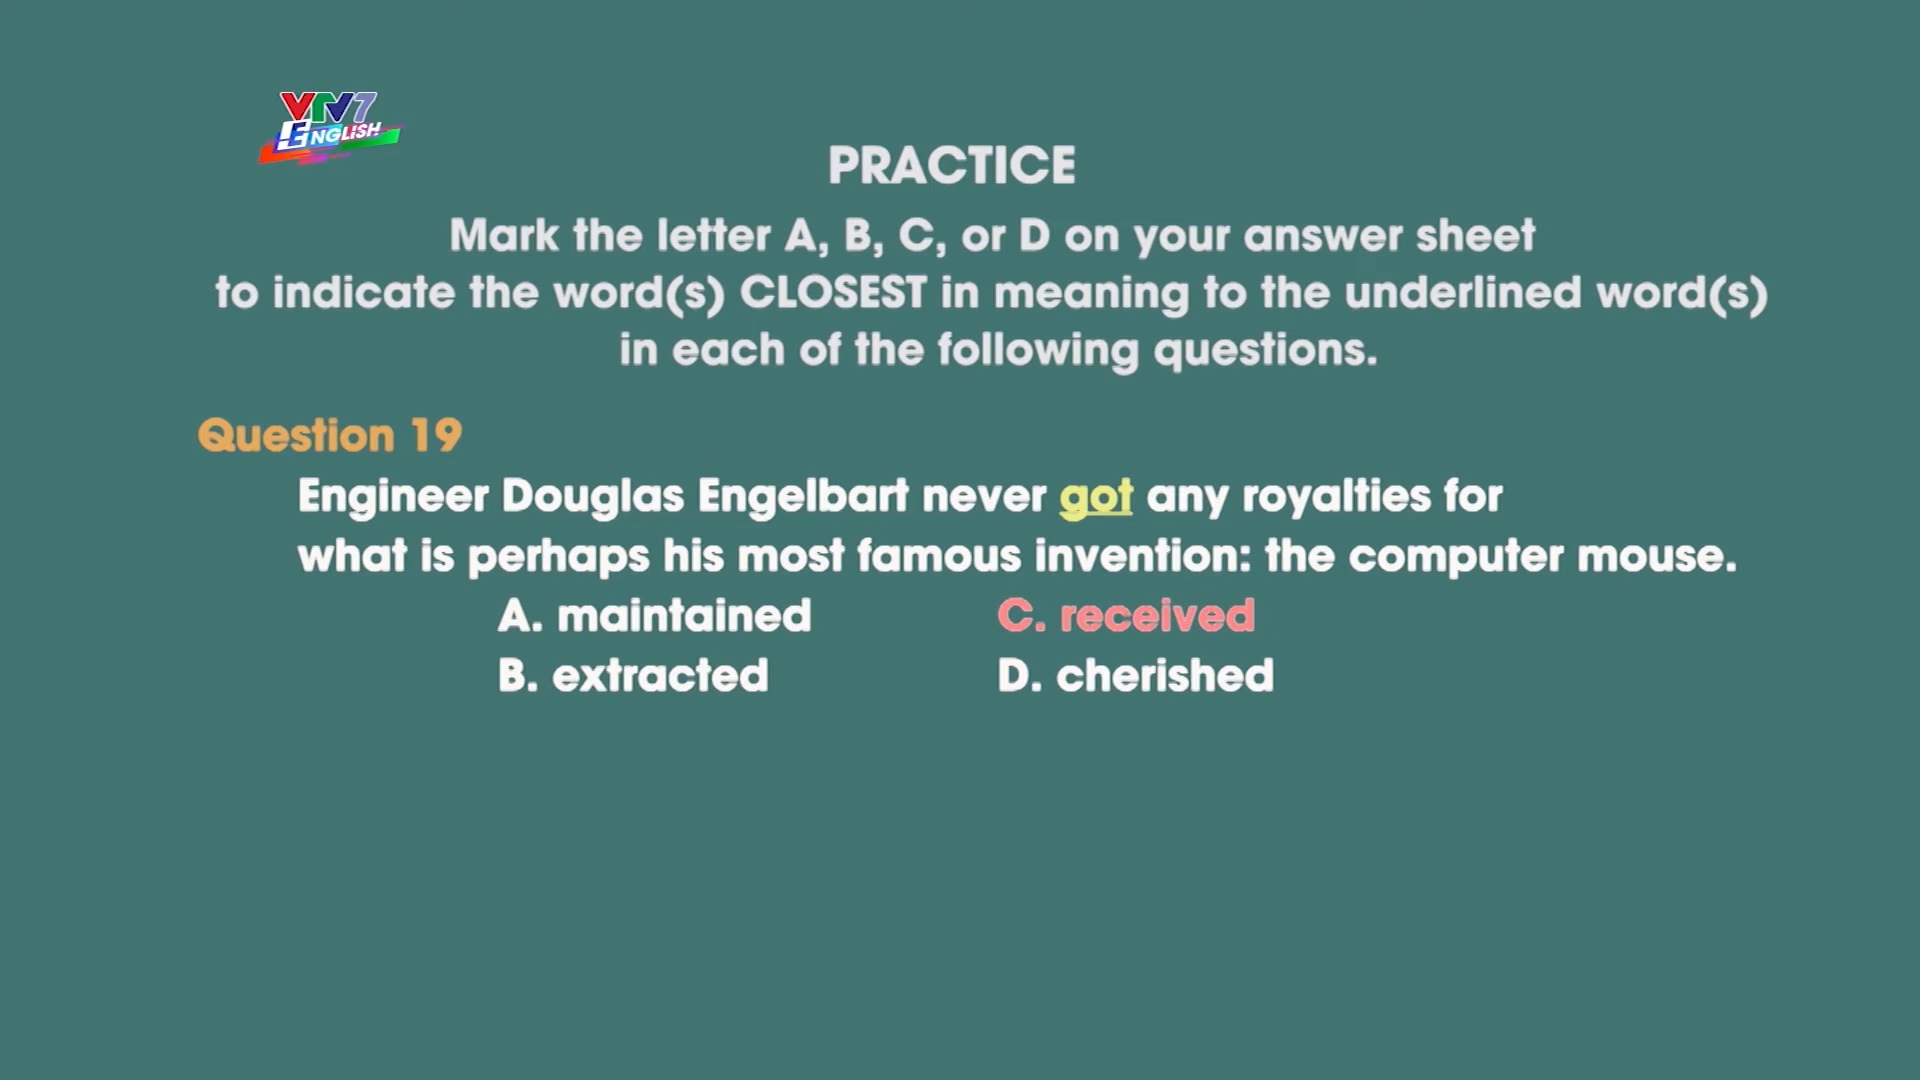 VTV7
ENGLISH
PRACTICE
Mark the letter A, B, C, or D on your answer sheet
to indicate the word(s) CLOSEST in meaning to the underlined word(s)
in each of the following questions.
Question 19
Engineer Douglas Engelbart never got any royalties for
what is perhaps his most famous invention: the computer mouse.
A. maintained C. received
B. extracted D. cherished